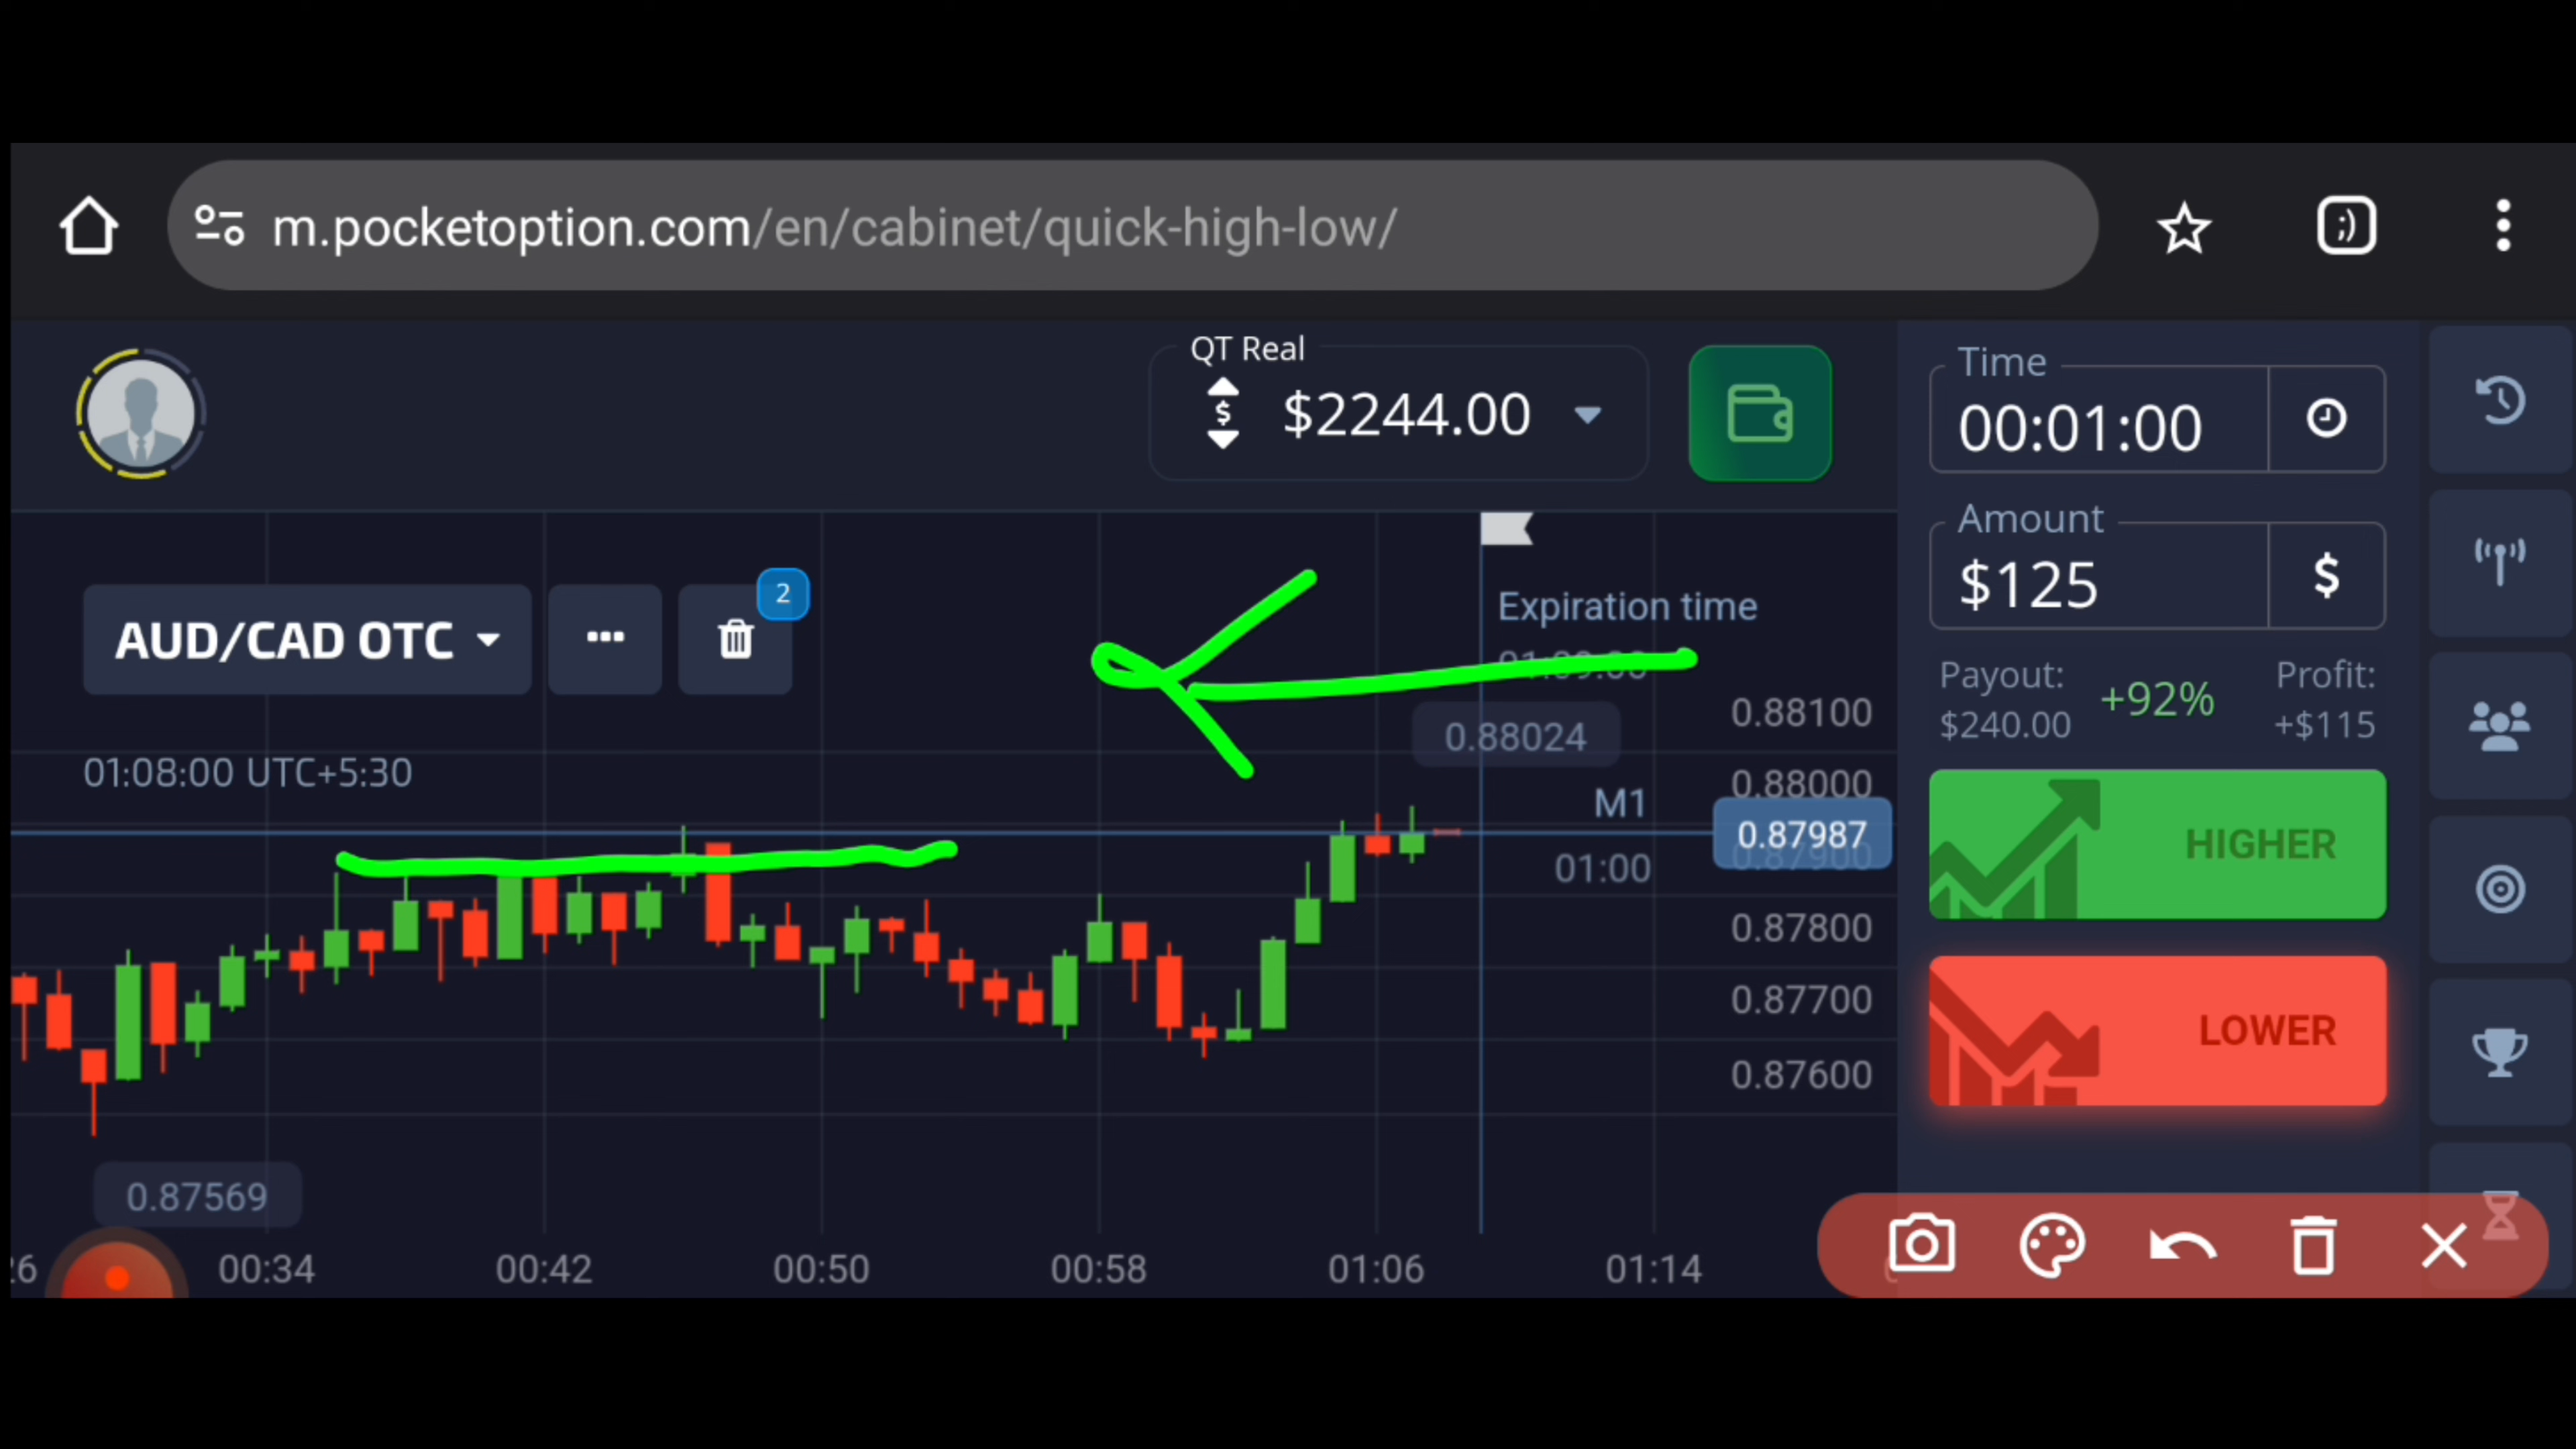 m.pocketoption.com/en/cabinet/quick-high-low/
;)
QT Real
$
$2244.00
Time
00:01:00
Amount
$125
$
Payout:
$240.00
+92%
Profit:
+$115
HIGHER
LOWER
AUD/CAD OTC
2
01:08:00 UTC+5:30
Expiration time
0.88024
M1
01:00
0.88100
0.88000
0.87987
0.87900
0.87800
0.87700
0.87600
0.87569
00:34
00:42
00:50
00:58
01:06
01:14